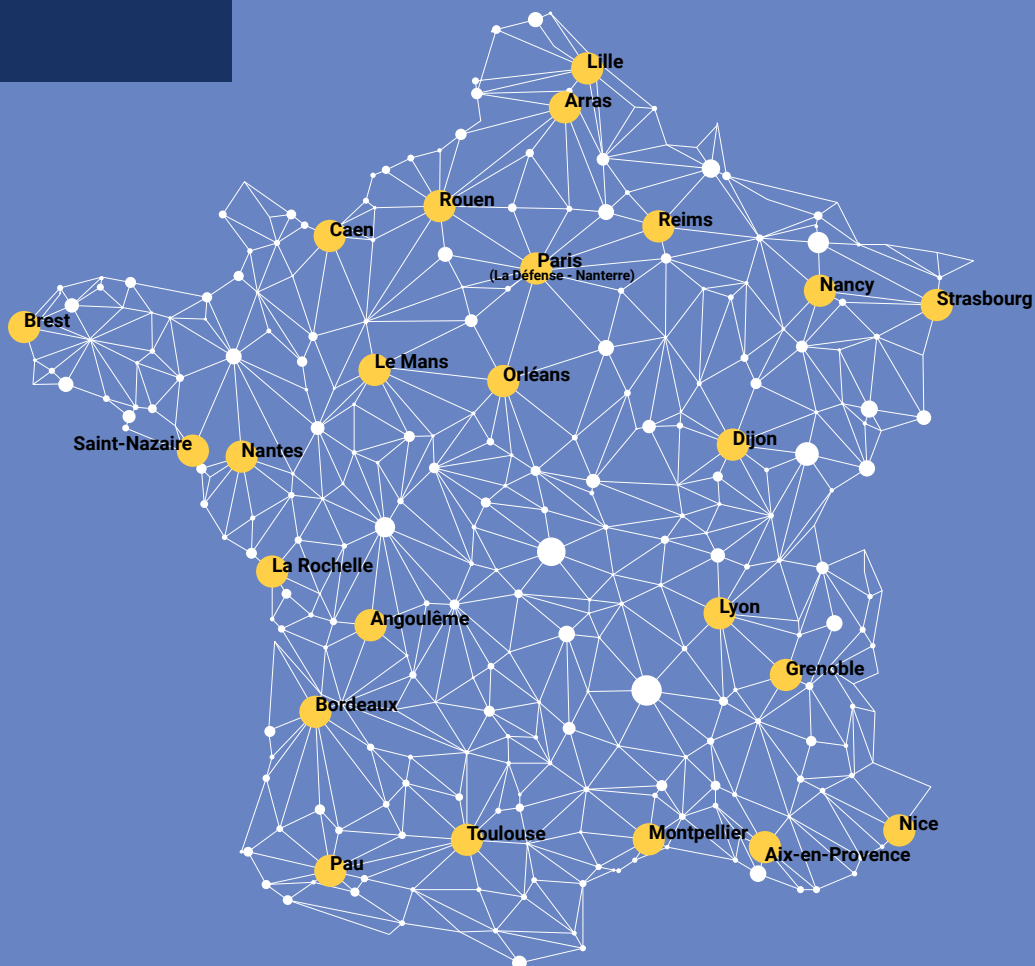 Lille
Arras
Rouen
Reims
Caen
Paris
(La Défense - Nanterre)
Nancy
Strasbourg
Brest
Le Mans
Orléans
Dijon
Saint-Nazaire
Nantes
La Rochelle
Lyon
Angoulême
Grenoble
Bordeaux
Nice
Montpellier
Toulouse
Aix-en-Provence
Pau